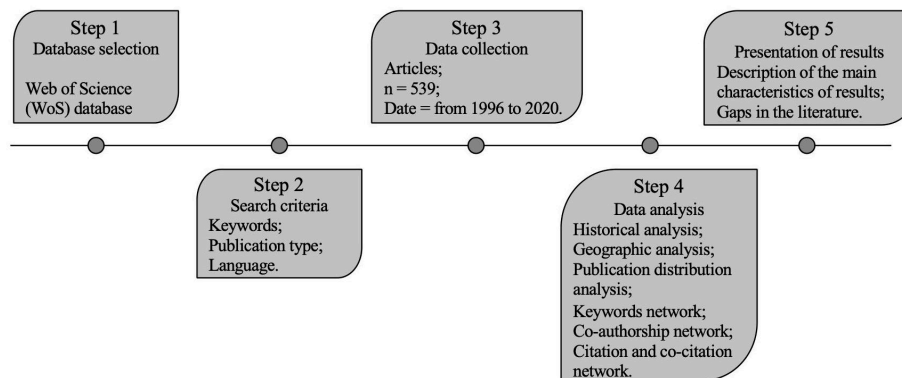 Step 1
Database selection
Web of Science
(WoS) database
Step 2
Search criteria
Keywords;
Publication type;
Language.
Step 3
Data collection
Articles;
n = 539;
Date = from 1996 to 2020.
Step 4
Data analysis
Historical analysis;
Geographic analysis;
Publication distribution
analysis;
Keywords network;
Co-authorship network;
Citation and co-citation
network.
Step 5
Presentation of results
Description of the main
characteristics of results;
Gaps in the literature.